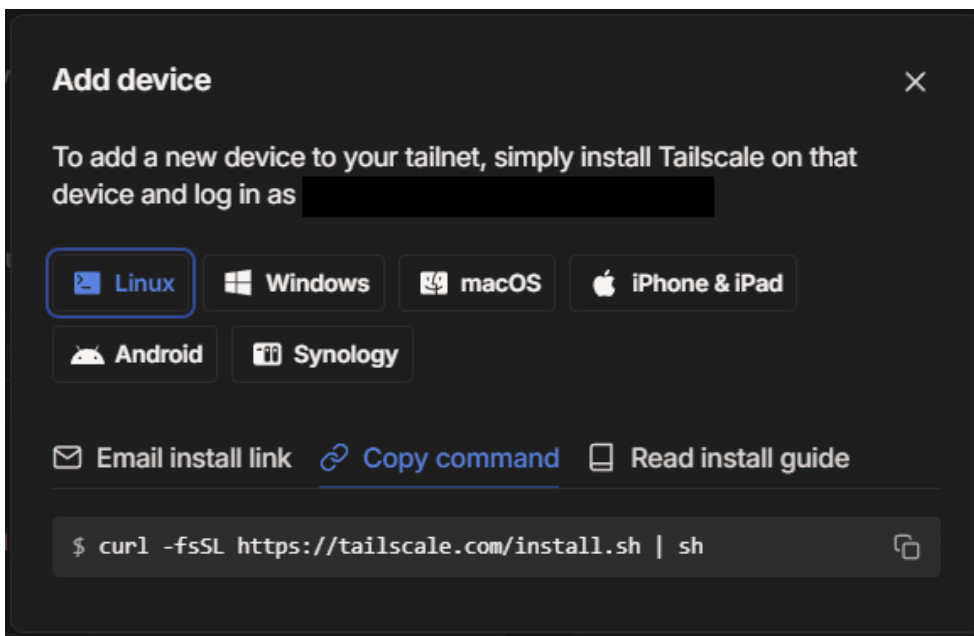 Add device
To add a new device to your tailnet, simply install Tailscale on that
device and log in as
Linux Windows macOS iPhone & iPad
Android Synology
Email install link Copy command Read install guide
$ curl -fsSL https://tailscale.com/install.sh | sh